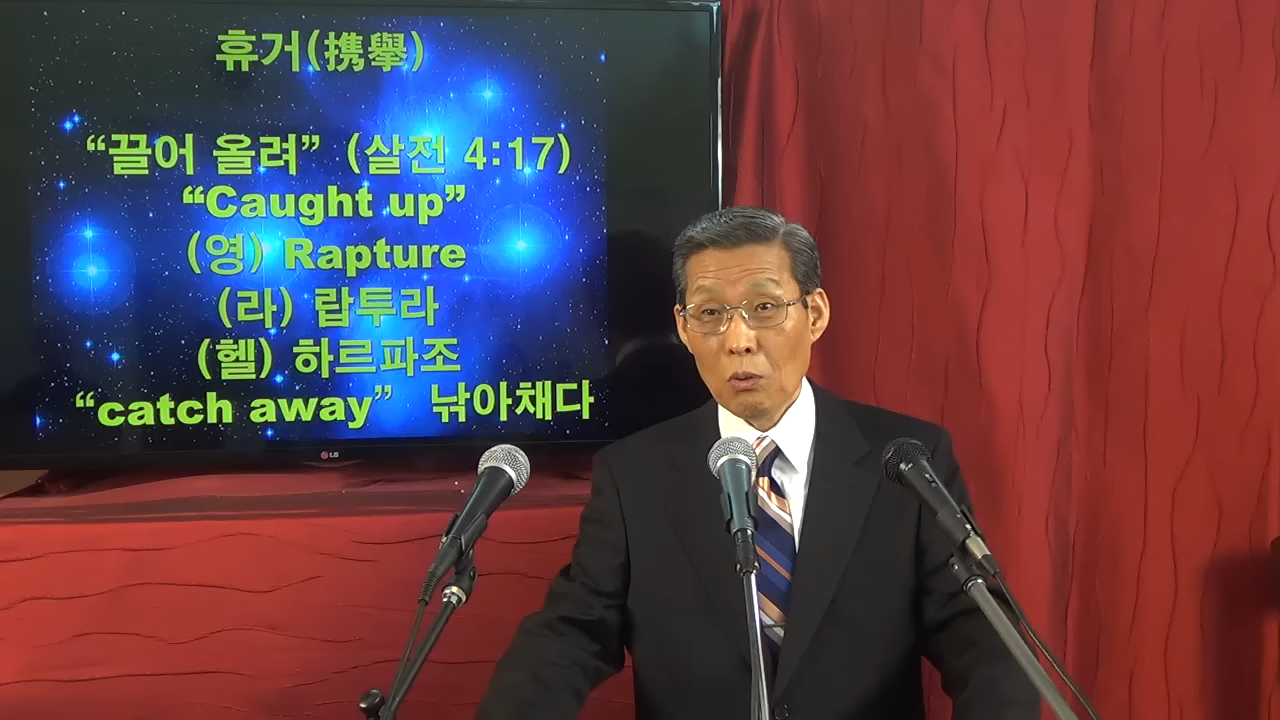 휴거(携擧)
“끌어 올려” (살전 4:17)
“Caught up”
(영) Rapture
(라) 랍투라
(헬) 하르파조
“catch away” 낚아채다
LG